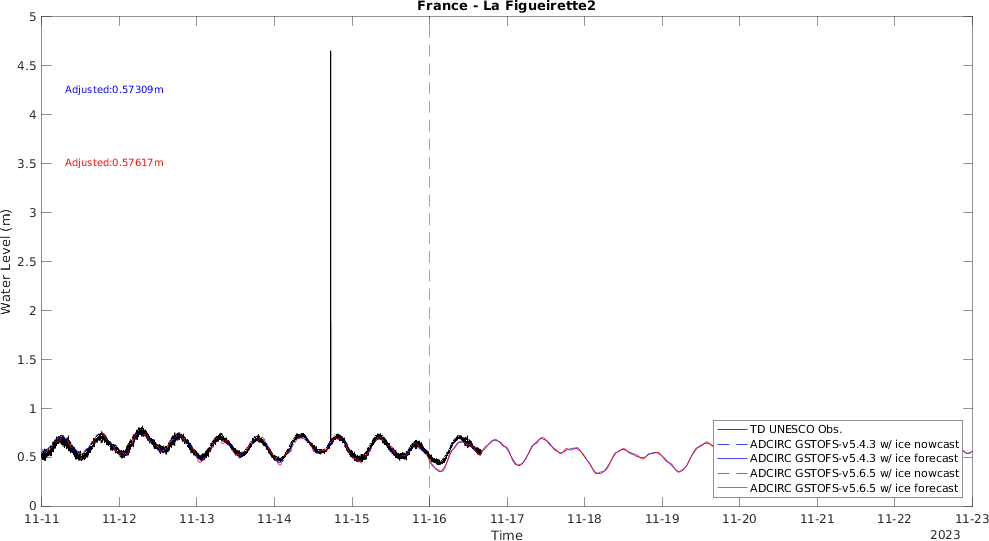 France - La Figueirette2
5
4.5
4
3.5
3
2.5
2
1.5
1
0.5
0
Water Level (m)
Adjusted:0.57309m
Adjusted:0.57617m
TD UNESCO Obs.
ADCIRC GSTOFS-v5.4.3 w/ ice nowcast
ADCIRC GSTOFS-v5.4.3 w/ ice forecast
ADCIRC GSTOFS-v5.6.5 w/ ice nowcast
ADCIRC GSTOFS-v5.6.5 w/ ice forecast
11-11 11-12 11-13 11-14 11-15 11-16 11-17 11-18 11-19 11-20 11-21 11-22 11-23
Time
2023